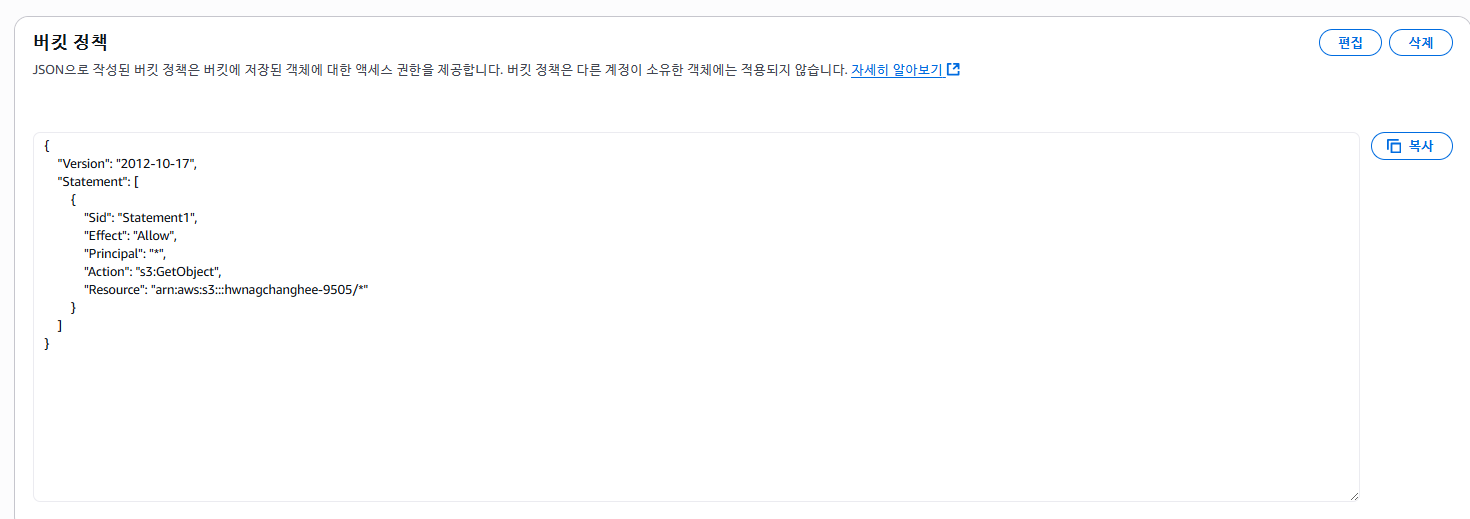 버킷 정책
편집
삭제
JSON으로 작성된 버킷 정책은 버킷에 저장된 객체에 대한 액세스 권한을 제공합니다. 버킷 정책은 다른 계정이 소유한 객체에는 적용되지 않습니다. 자세히 알아보기
복사
{
    "Version": "2012-10-17",
    "Statement": [
        {
            "Sid": "Statement1",
            "Effect": "Allow",
            "Principal": "*",
            "Action": "s3:GetObject",
            "Resource": "arn:aws:s3:::hwnagchanghee-9505/*"
        }
    ]
}